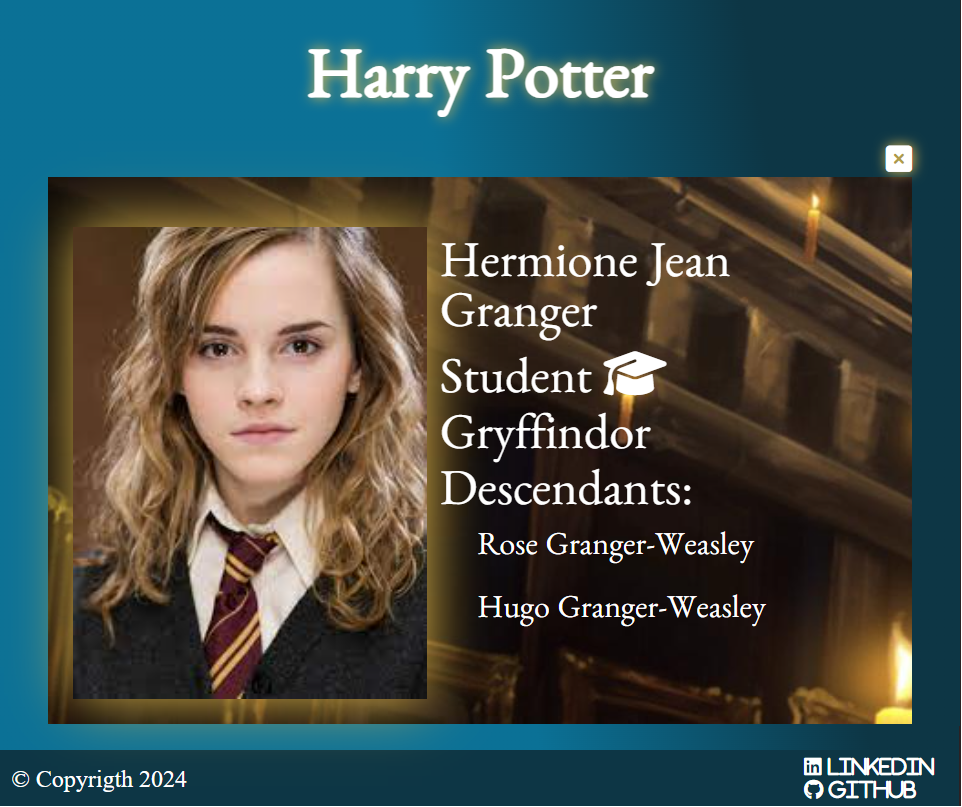 Harry Potter
Hermione Jean
Granger
Student
Gryffindor
Descendants:
Rose Granger-Weasley
Hugo Granger-Weasley
© Copyrigth 2024
LINKEDIN
GITHUB